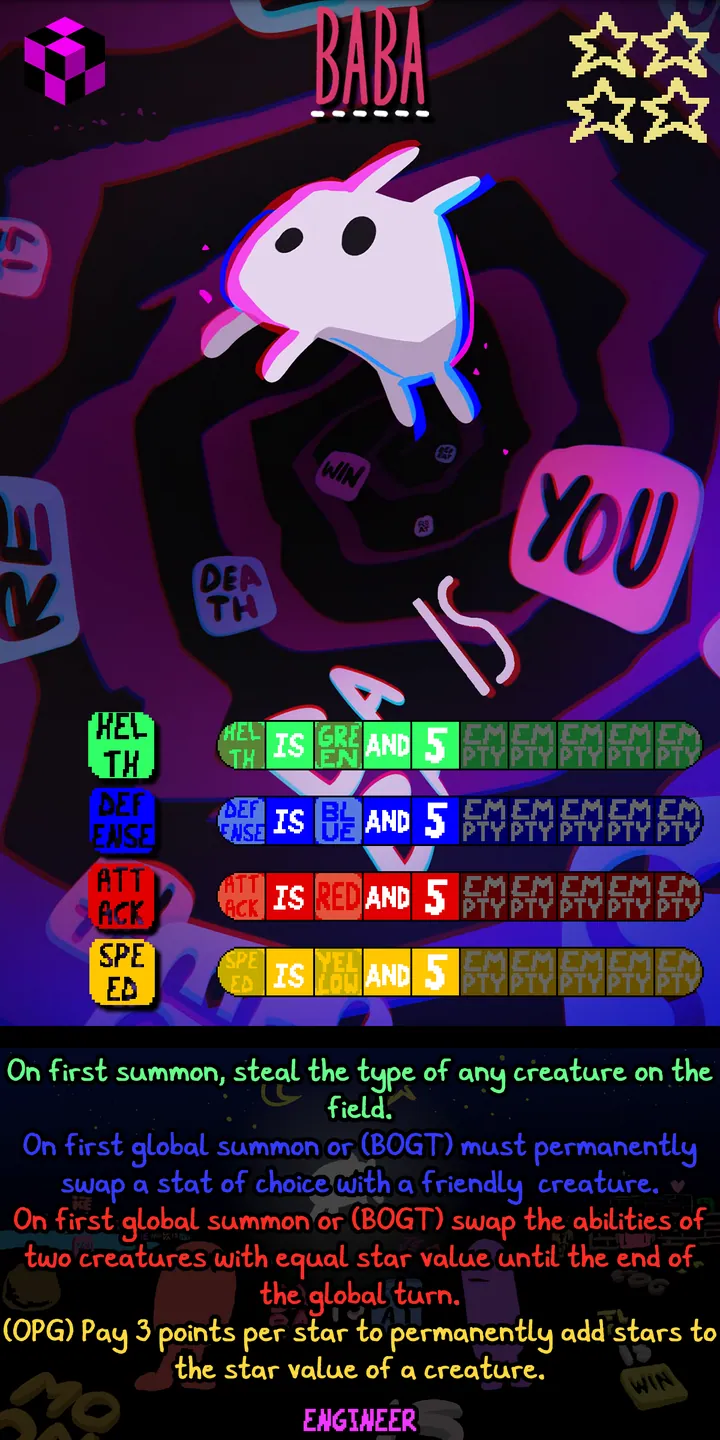 BABA
WIN
YOU
DEA
TH
RE
IS
BA
HEL
TH
HEL TH IS GRE EN AND 5 EM PTY EM PTY EM PTY EM PTY EM PTY
DEF
ENSE
DEF ENSE IS BL UE AND 5 EM PTY EM PTY EM PTY EM PTY EM PTY
ATT
ACK
ATT ACK IS RED AND 5 EM PTY EM PTY EM PTY EM PTY EM PTY
SPE
ED
SPE ED IS YEL LOW AND 5 EM PTY EM PTY EM PTY EM PTY EM PTY
On first summon, steal the type of any creature on the
field.
On first global summon or (BOGT) must permanently
swap a stat of choice with a friendly creature.
On first global summon or (BOGT) swap the abilities of
two creatures with equal star value until the end of
the global turn.
(OPG) Pay 3 points per star to permanently add stars to
the star value of a creature.
WIN
ENGINEER